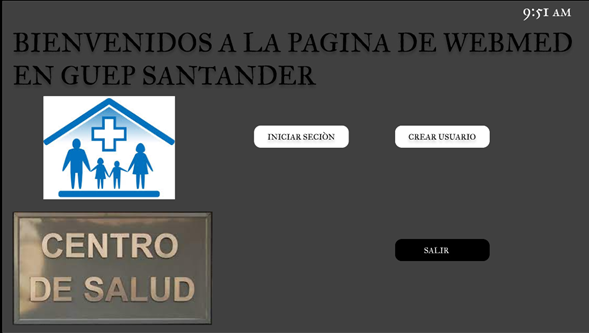 9:51 AM
BIENVENIDOS A LA PAGINA DE WEBMED
EN GUEP SANTANDER
INICIAR SECIÒN
CREAR USUARIO
CENTRO
DE SALUD
SALIR